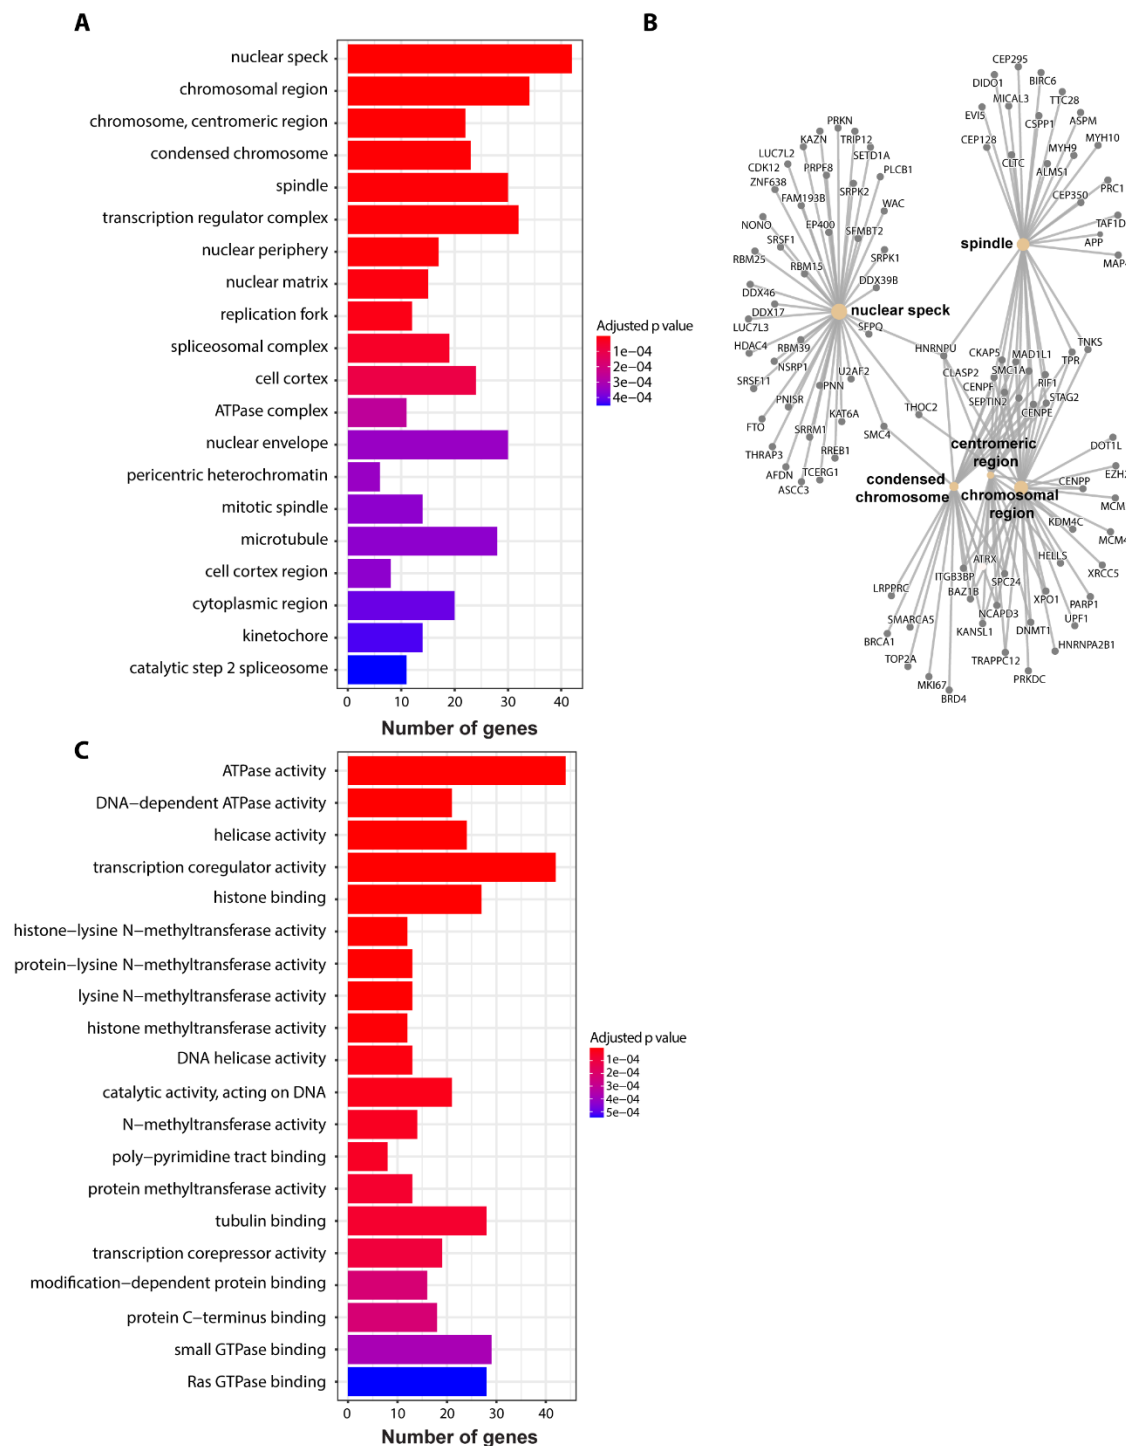 A
nuclear speck
chromosomal region
chromosome, centromeric region
condensed chromosome
spindle
transcription regulator complex
nuclear periphery
nuclear matrix
replication fork
spliceosomal complex
cell cortex
ATPase complex
nuclear envelope
pericentric heterochromatin
mitotic spindle
microtubule
cell cortex region
cytoplasmic region
kinetochore
catalytic step 2 spliceosome
0 10 20 30 40
Number of genes
Adjusted p value
1e−04
2e−04
3e−04
4e−04
B
CEP295
DIDO1
BIRC6
MICAL3
TTC28
EVI5
CSPP1
ASPM
CEP128
MYH9
MYH10
CLTC
ALMS1
PRC1
CEP350
TAF1D
APP
spindle
PRKN
KAZN
TRIP12
LUC7L2
SETD1A
CDK12
PRPF8
PLCB1
ZNF638
SRPK2
FAM193B
WAC
NONO
EP400
SFMBT2
SRSF1
RBM25
SRPK1
RBM15
DDX39B
DDX46
DDX17
nuclear speck
LUC7L3
SFPQ
HDAC4
RBM39
NSRP1
U2AF2
SRSF11
PNN
PNISR
KAT6A
FTO
SRRM1
THRAP3
RREB1
AFDN
TCERG1
ASCC3
HNRNPU
THOC2
SMC4
CKAP5
MAD1L1
TNKS
TPR
CLASP2
SMC1A
CENPF
RIF1
SEPTIN2
STAG2
CENPE
centromeric
region
condensed
chromosome
chromosomal
region
DOT1L
CENPP
KDM4C
MCM4
HELLS
XRCC5
ATRX
ITGB3BP
SPC24
LRPPRC
BAZ1B
XPO1
PARP1
NCAPD3
SMARCA5
UPF1
KANSL1
DNMT1
BRCA1
HNRNPA2B1
TOP2A
TRAPPC12
PRKDC
MKI67
BRD4
C
ATPase activity
DNA−dependent ATPase activity
helicase activity
transcription coregulator activity
histone binding
histone−lysine N−methyltransferase activity
protein−lysine N−methyltransferase activity
lysine N−methyltransferase activity
histone methyltransferase activity
DNA helicase activity
catalytic activity, acting on DNA
N−methyltransferase activity
poly−pyrimidine tract binding
protein methyltransferase activity
tubulin binding
transcription corepressor activity
modification−dependent protein binding
protein C−terminus binding
small GTPase binding
Ras GTPase binding
0 10 20 30 40
Number of genes
Adjusted p value
1e−04
2e−04
3e−04
4e−04
5e−04